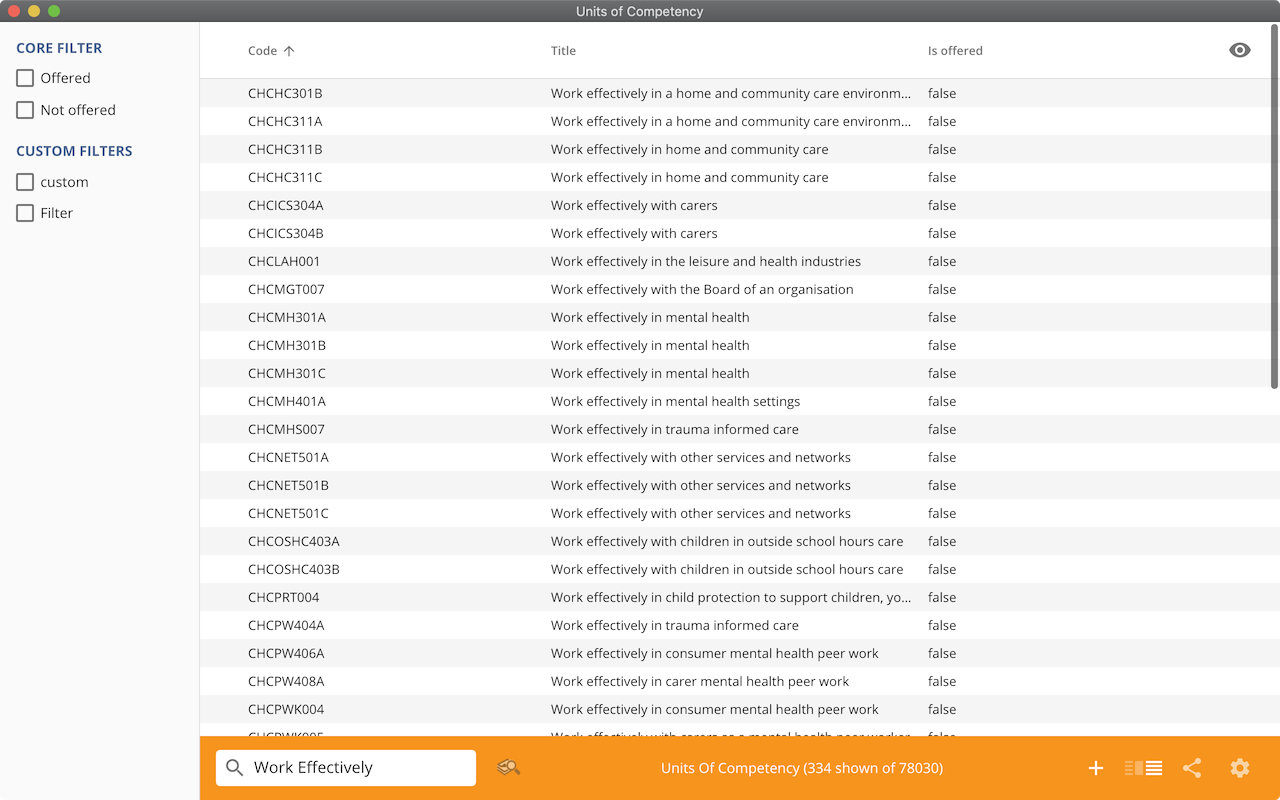 Units of Competency
CORE FILTER
Offered
Not offered
CUSTOM FILTERS
custom
Filter
Code Title Is offered
CHCHC301B Work effectively in a home and community care environm... false
CHCHC311A Work effectively in a home and community care environm... false
CHCHC311B Work effectively in home and community care false
CHCHC311C Work effectively in home and community care false
CHCICS304A Work effectively with carers false
CHCICS304B Work effectively with carers false
CHCLAH001 Work effectively in the leisure and health industries false
CHCMGT007 Work effectively with the Board of an organisation false
CHCMH301A Work effectively in mental health false
CHCMH301B Work effectively in mental health false
CHCMH301C Work effectively in mental health false
CHCMH401A Work effectively in mental health settings false
CHCMHS007 Work effectively in trauma informed care false
CHCNET501A Work effectively with other services and networks false
CHCNET501B Work effectively with other services and networks false
CHCNET501C Work effectively with other services and networks false
CHCOSHC403A Work effectively with children in outside school hours care false
CHCOSHC403B Work effectively with children in outside school hours care false
CHCPRT004 Work effectively in child protection to support children, yo... false
CHCPW404A Work effectively in trauma informed care false
CHCPW406A Work effectively in consumer mental health peer work false
CHCPW408A Work effectively in carer mental health peer work false
CHCPWK004 Work effectively in consumer mental health peer work false
Work Effectively
Units Of Competency (334 shown of 78030)